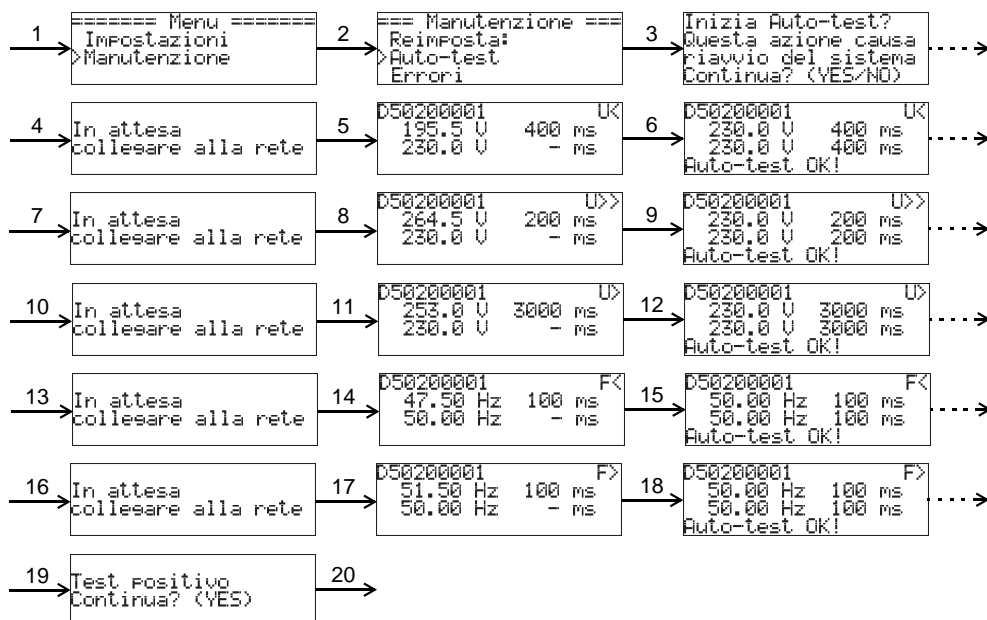 1
======= Menu =======
Impostazioni
>Manutenzione
2
=== Manutenzione ===
Reimposta:
>Auto-test
Errori
3
Inizia Auto-test?
Questa azione causa
riavvio del sistema
Continua? (YES/NO)
4
In attesa
collegare alla rete
5
D50200001 U<
195.5 V 400 ms
230.0 V - ms
6
D50200001 U<
230.0 V 400 ms
230.0 V 400 ms
Auto-test OK!
7
In attesa
collegare alla rete
8
D50200001 U>>
264.5 V 200 ms
230.0 V - ms
9
D50200001 U>>
230.0 V 200 ms
230.0 V 200 ms
Auto-test OK!
10
In attesa
collegare alla rete
11
D50200001 U>
253.0 V 3000 ms
230.0 V - ms
12
D50200001 U>
230.0 V 3000 ms
230.0 V 3000 ms
Auto-test OK!
13
In attesa
collegare alla rete
14
D50200001 F<
47.50 Hz 100 ms
50.00 Hz - ms
15
D50200001 F<
50.00 Hz 100 ms
50.00 Hz 100 ms
Auto-test OK!
16
In attesa
collegare alla rete
17
D50200001 F>
51.50 Hz 100 ms
50.00 Hz - ms
18
D50200001 F>
50.00 Hz 100 ms
50.00 Hz 100 ms
Auto-test OK!
19
Test positivo
Continua? (YES)
20